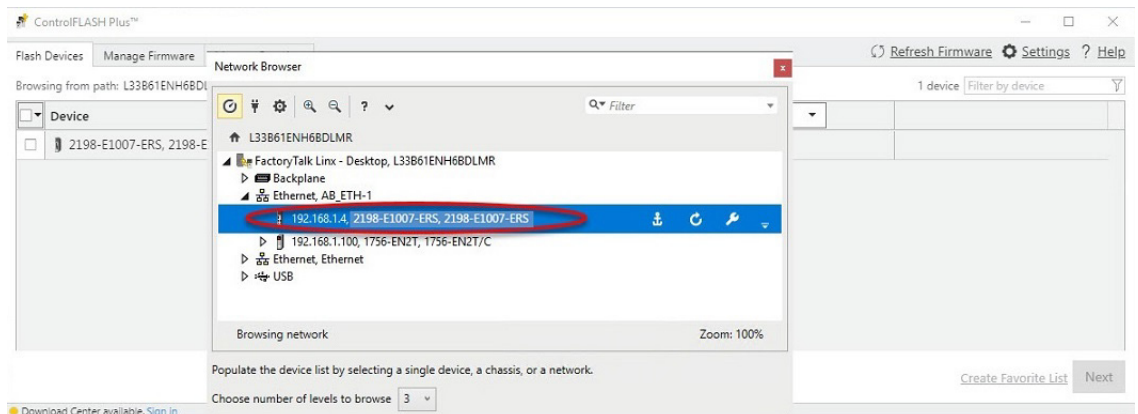 ControlFLASH Plus™
Flash Devices Manage Firmware Refresh Firmware Settings ? Help
Network Browser
Browsing from path: L33B61ENH6BDL 1 device Filter by device
Device
2198-E1007-ERS, 2198-E
Filter
L33B61ENH6BDLMR
FactoryTalk Linx - Desktop, L33B61ENH6BDLMR
Backplane
Ethernet, AB_ETH-1
192.168.1.4, 2198-E1007-ERS, 2198-E1007-ERS
192.168.1.100, 1756-EN2T, 1756-EN2T/C
Ethernet, Ethernet
USB
Browsing network Zoom: 100%
Populate the device list by selecting a single device, a chassis, or a network.
Create Favorite List Next
Choose number of levels to browse 3
Download Center available. Sign in